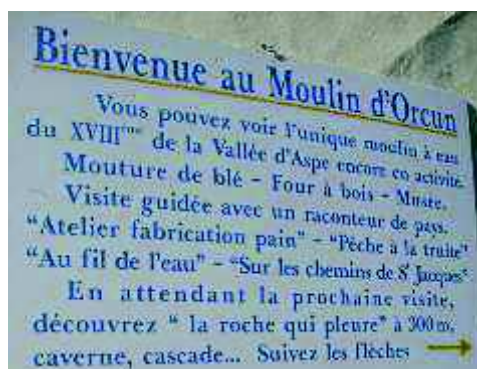 Bienvenue au Moulin d'Orcun
Vous pouvez voir l'unique moulin à eau
du XVIIIème de la Vallée d'Aspe encore en activité.
Mouture de blé - Four à bois - Musée.
Visite guidée avec un raconteur de pays.
"Atelier fabrication pain" - "Pêche à la truite"
"Au fil de l'eau" - "Sur les chemins de St Jacques"
En attendant la prochaine visite,
découvrez " la roche qui pleure" à 300 m,
caverne, cascade... Suivez les flèches